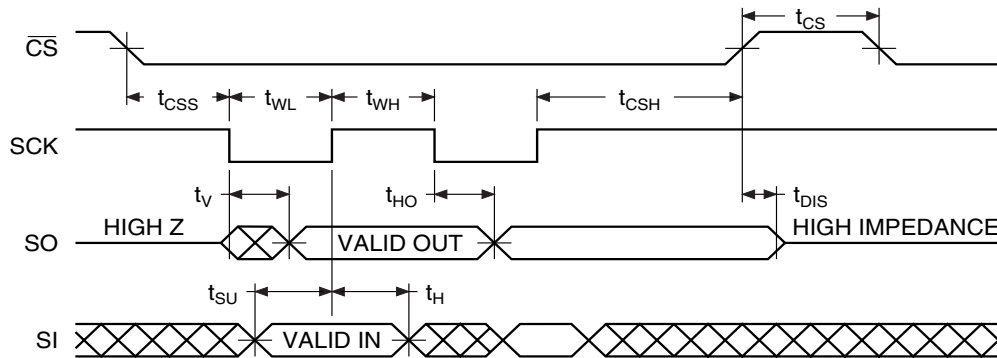 t_CS
C̅S̅
t_CSS t_WL t_WH t_CSH
SCK
t_V t_HO t_DIS
HIGH Z VALID OUT HIGH IMPEDANCE
SO
t_SU t_H
SI VALID IN